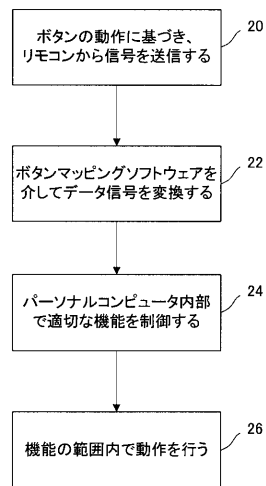 ボタンの動作に基づき、
リモコンから信号を送信する
20
ボタンマッピングソフトウェアを
介してデータ信号を変換する
22
パーソナルコンピュータ内部
で適切な機能を制御する
24
機能の範囲内で動作を行う
26